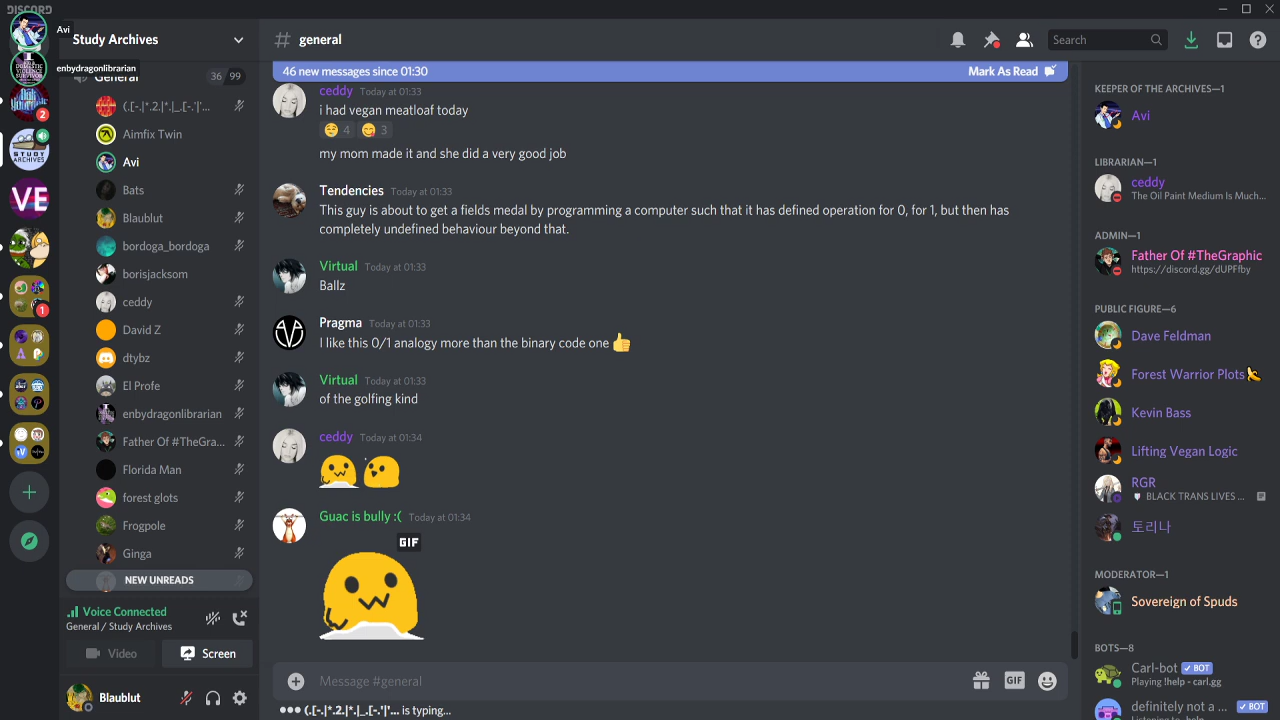 DISCORD
Avi
enbydragonlibrarian
DOMESTIC
VIOLENCE
SURVIVOR
2
STUDY
ARCHIVES
VE
1
Study Archives
General
36 99
(.[-.|*.2.|*.|_.[-.'|'...
Aimfix Twin
Avi
Bats
Blaublut
bordoga_bordoga
borisjacksom
ceddy
David Z
dtybz
El Profe
enbydragonlibrarian
Father Of #TheGra...
Florida Man
forest glots
Frogpole
Ginga
NEW UNREADS
Voice Connected
General / Study Archives
Video
Screen
Blaublut
# general
Search
46 new messages since 01:30
Mark As Read
ceddy Today at 01:33
i had vegan meatloaf today
4 3
my mom made it and she did a very good job
Tendencies Today at 01:33
This guy is about to get a fields medal by programming a computer such that it has defined operation for 0, for 1, but then has
completely undefined behaviour beyond that.
Virtual Today at 01:33
Ballz
Pragma Today at 01:33
I like this 0/1 analogy more than the binary code one 👍
Virtual Today at 01:33
of the golfing kind
ceddy Today at 01:34
Guac is bully :( Today at 01:34
GIF
Message #general
GIF
(.[-.|*.2.|*.|_.[-.'|'... is typing...
KEEPER OF THE ARCHIVES—1
Avi
LIBRARIAN—1
ceddy
The Oil Paint Medium Is Much...
ADMIN—1
Father Of #TheGraphic
https://discord.gg/dUPFfby
PUBLIC FIGURE—6
Dave Feldman
Forest Warrior Plots🍌
Kevin Bass
Lifting Vegan Logic
RGR
BLACK TRANS LIVES ...
토리나
MODERATOR—1
Sovereign of Spuds
BOTS—8
Carl-bot BOT
Playing !help - carl.gg
definitely not a ... BOT